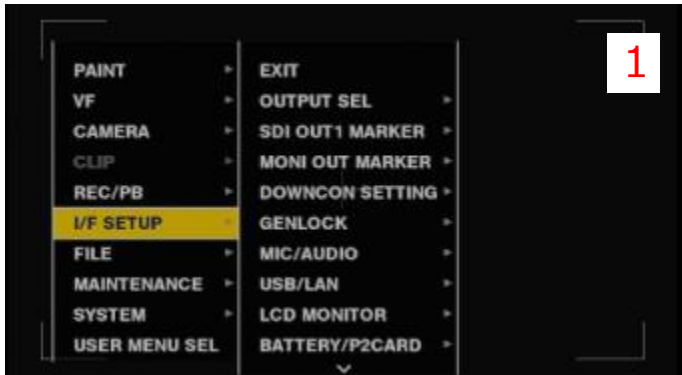 1
PAINT
VF
CAMERA
CLIP
REC/PB
I/F SETUP
FILE
MAINTENANCE
SYSTEM
USER MENU SEL
EXIT
OUTPUT SEL
SDI OUT1 MARKER
MONI OUT MARKER
DOWNCON SETTING
GENLOCK
MIC/AUDIO
USB/LAN
LCD MONITOR
BATTERY/P2CARD